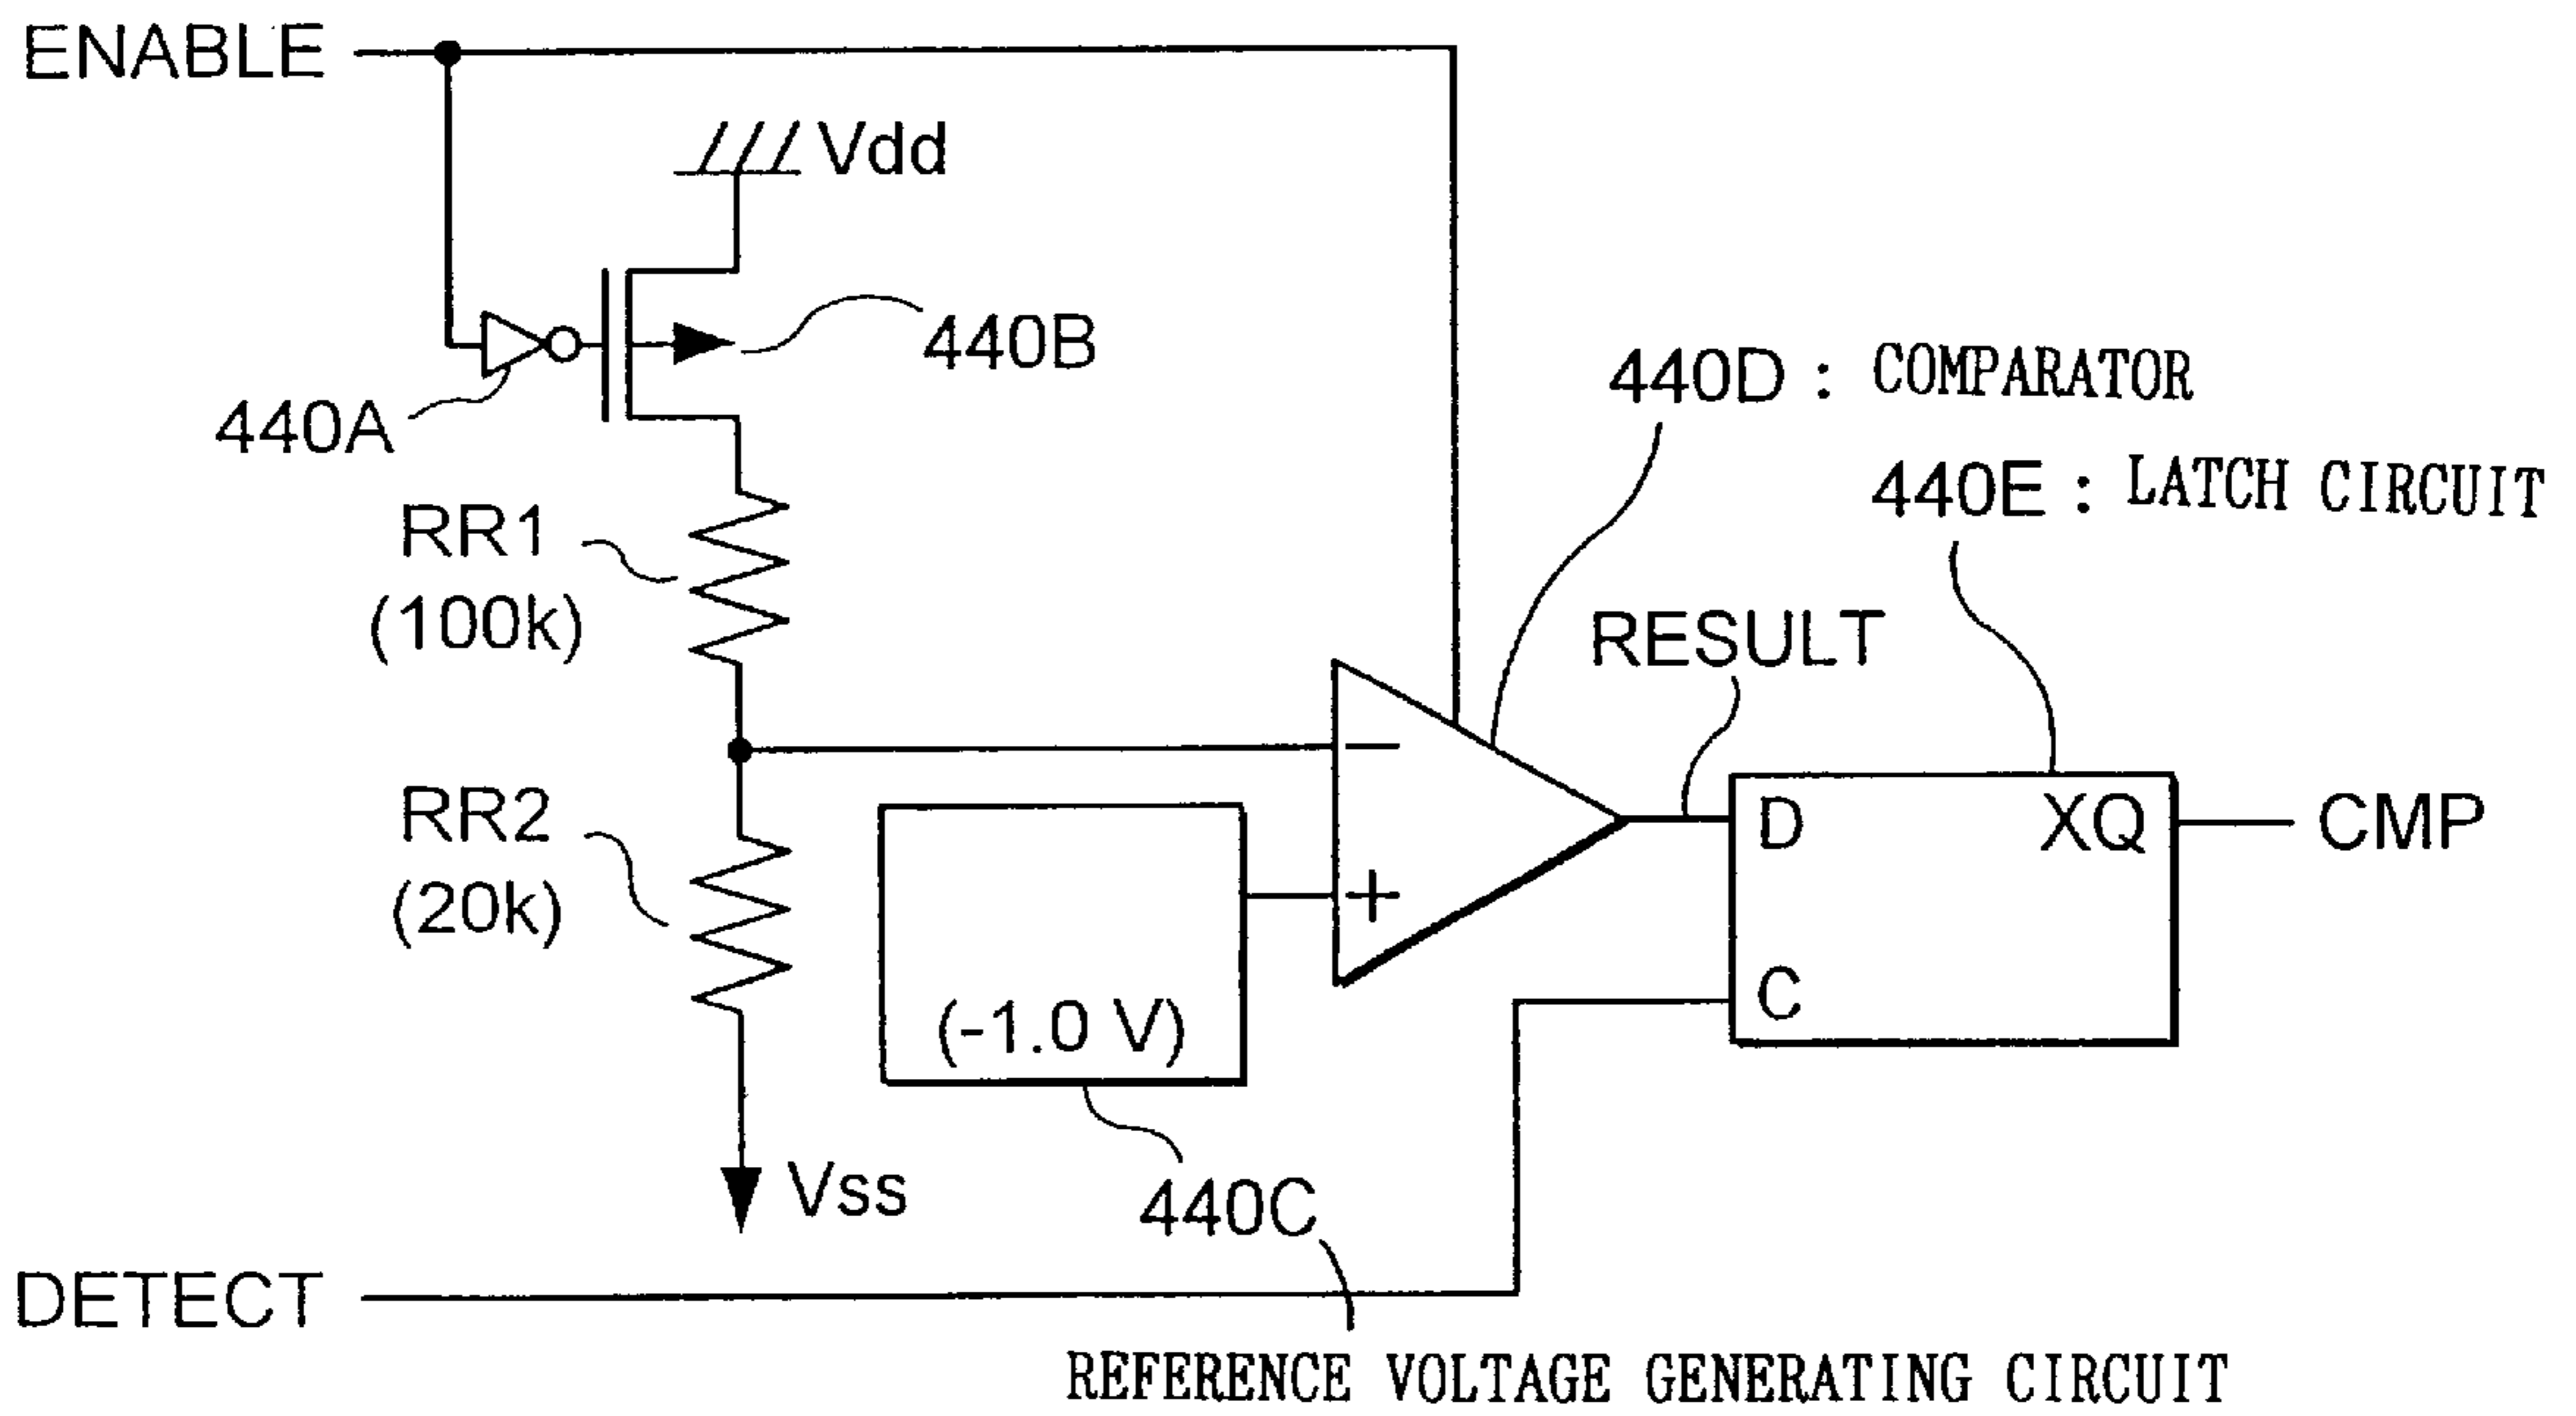 ENABLE
Vdd
440B
440A
440D : COMPARATOR
440E : LATCH CIRCUIT
RR1
(100k)
RESULT
RR2
(20k)
−
+
(-1.0 V)
D
XQ
C
CMP
Vss
440C
DETECT
REFERENCE VOLTAGE GENERATING CIRCUIT